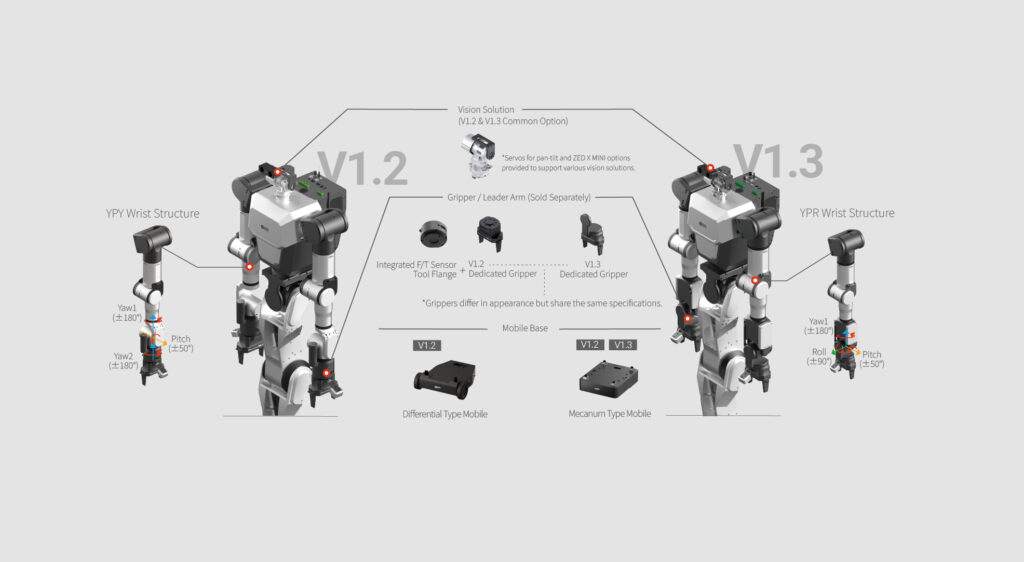 Vision Solution
(V1.2 & V1.3 Common Option)
V1.2
V1.3
*Servos for pan-tilt and ZED X MINI options
provided to support various vision solutions.
Gripper / Leader Arm (Sold Separately)
YPY Wrist Structure
YPR Wrist Structure
Integrated F/T Sensor
Tool Flange
+
V1.2
Dedicated Gripper
V1.3
Dedicated Gripper
*Grippers differ in appearance but share the same specifications.
Yaw1
(±180°)
Pitch
(±50°)
Yaw2
(±180°)
Yaw1
(±180°)
Roll
(±90°)
Pitch
(±50°)
Mobile Base
V1.2
V1.2
V1.3
Differential Type Mobile
Mecanum Type Mobile